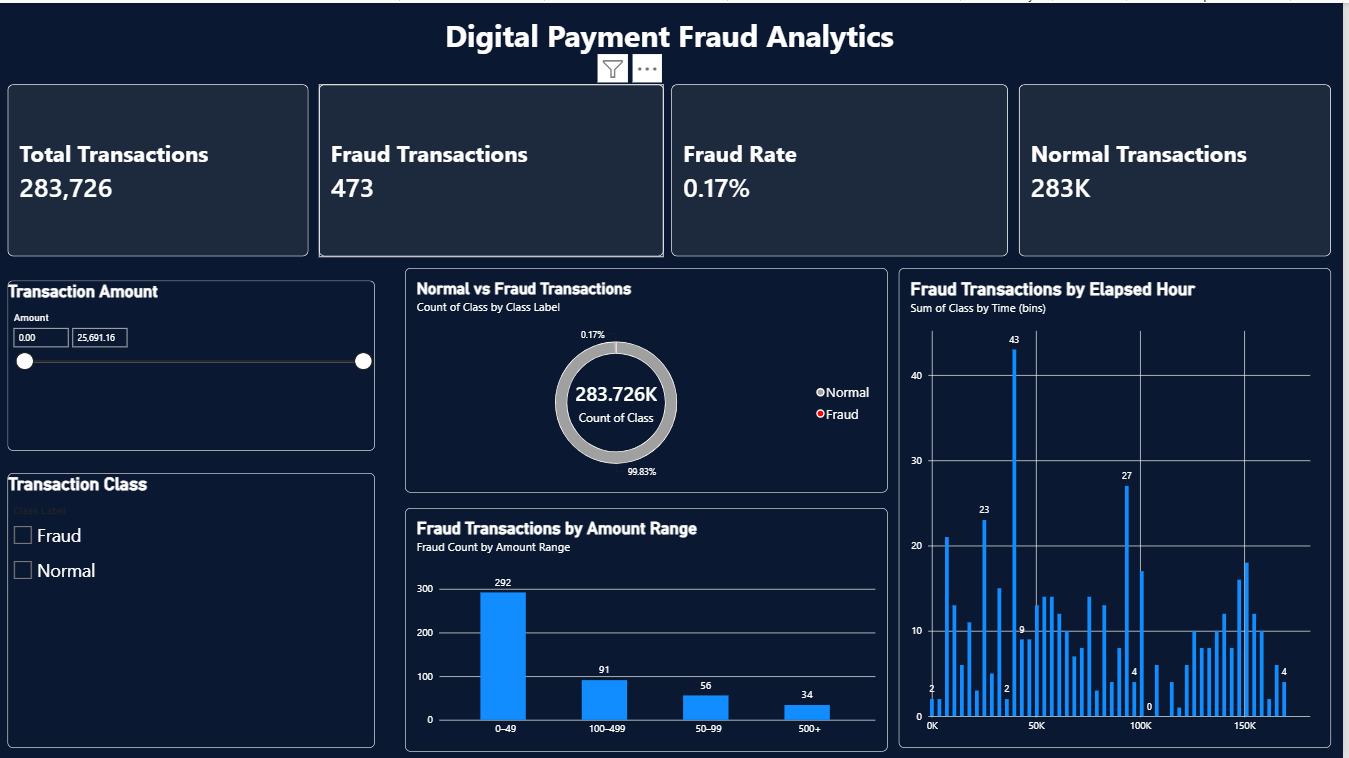 Digital Payment Fraud Analytics
Total Transactions
283,726
Fraud Transactions
473
Fraud Rate
0.17%
Normal Transactions
283K
Transaction Amount
Amount
0.00 25,691.16
Transaction Class
Class Label
Fraud
Normal
Normal vs Fraud Transactions
Count of Class by Class Label
0.17%
283.726K
Count of Class
99.83%
Normal
Fraud
Fraud Transactions by Amount Range
Fraud Count by Amount Range
300
200
100
0
292
91
56
34
0–49 100–499 50–99 500+
Fraud Transactions by Elapsed Hour
Sum of Class by Time (bins)
40
30
20
10
0
2
23
2
43
9
27
4
0
4
0K 50K 100K 150K